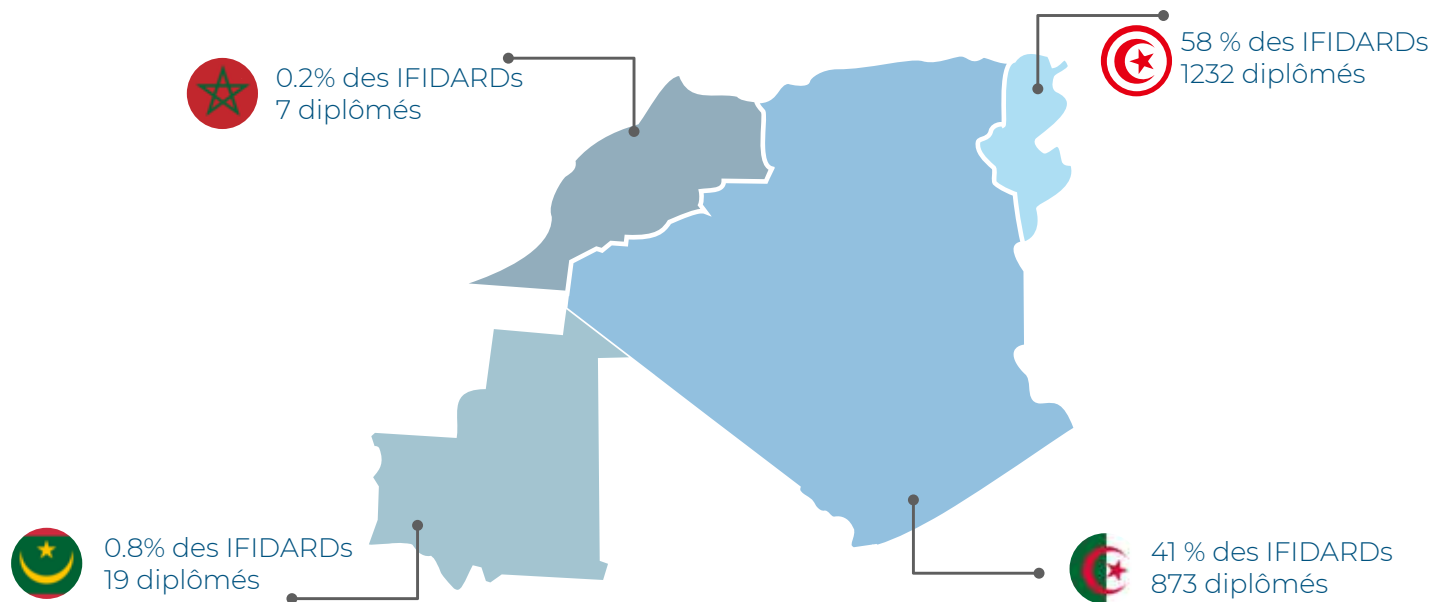 0.2% des IFIDARDs
7 diplômés
58 % des IFIDARDs
1232 diplômés
0.8% des IFIDARDs
19 diplômés
41 % des IFIDARDs
873 diplômés